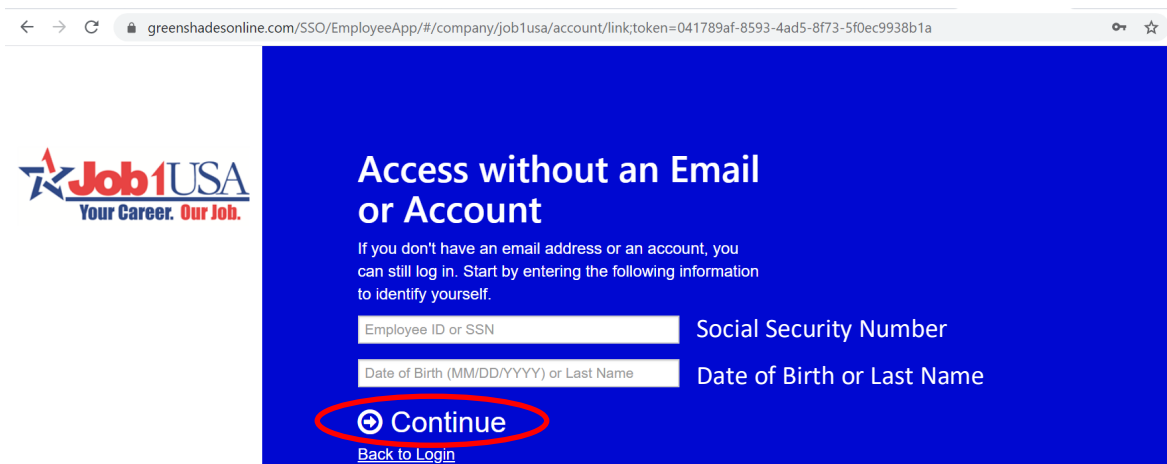 greenshadesonline.com/SSO/EmployeeApp/#/company/job1usa/account/link;token=041789af-8593-4ad5-8f73-5f0ec9938b1a
Job1USA
Your Career. Our Job.
Access without an Email
or Account
If you don't have an email address or an account, you
can still log in. Start by entering the following information
to identify yourself.
Employee ID or SSN Social Security Number
Date of Birth (MM/DD/YYYY) or Last Name Date of Birth or Last Name
Continue
Back to Login